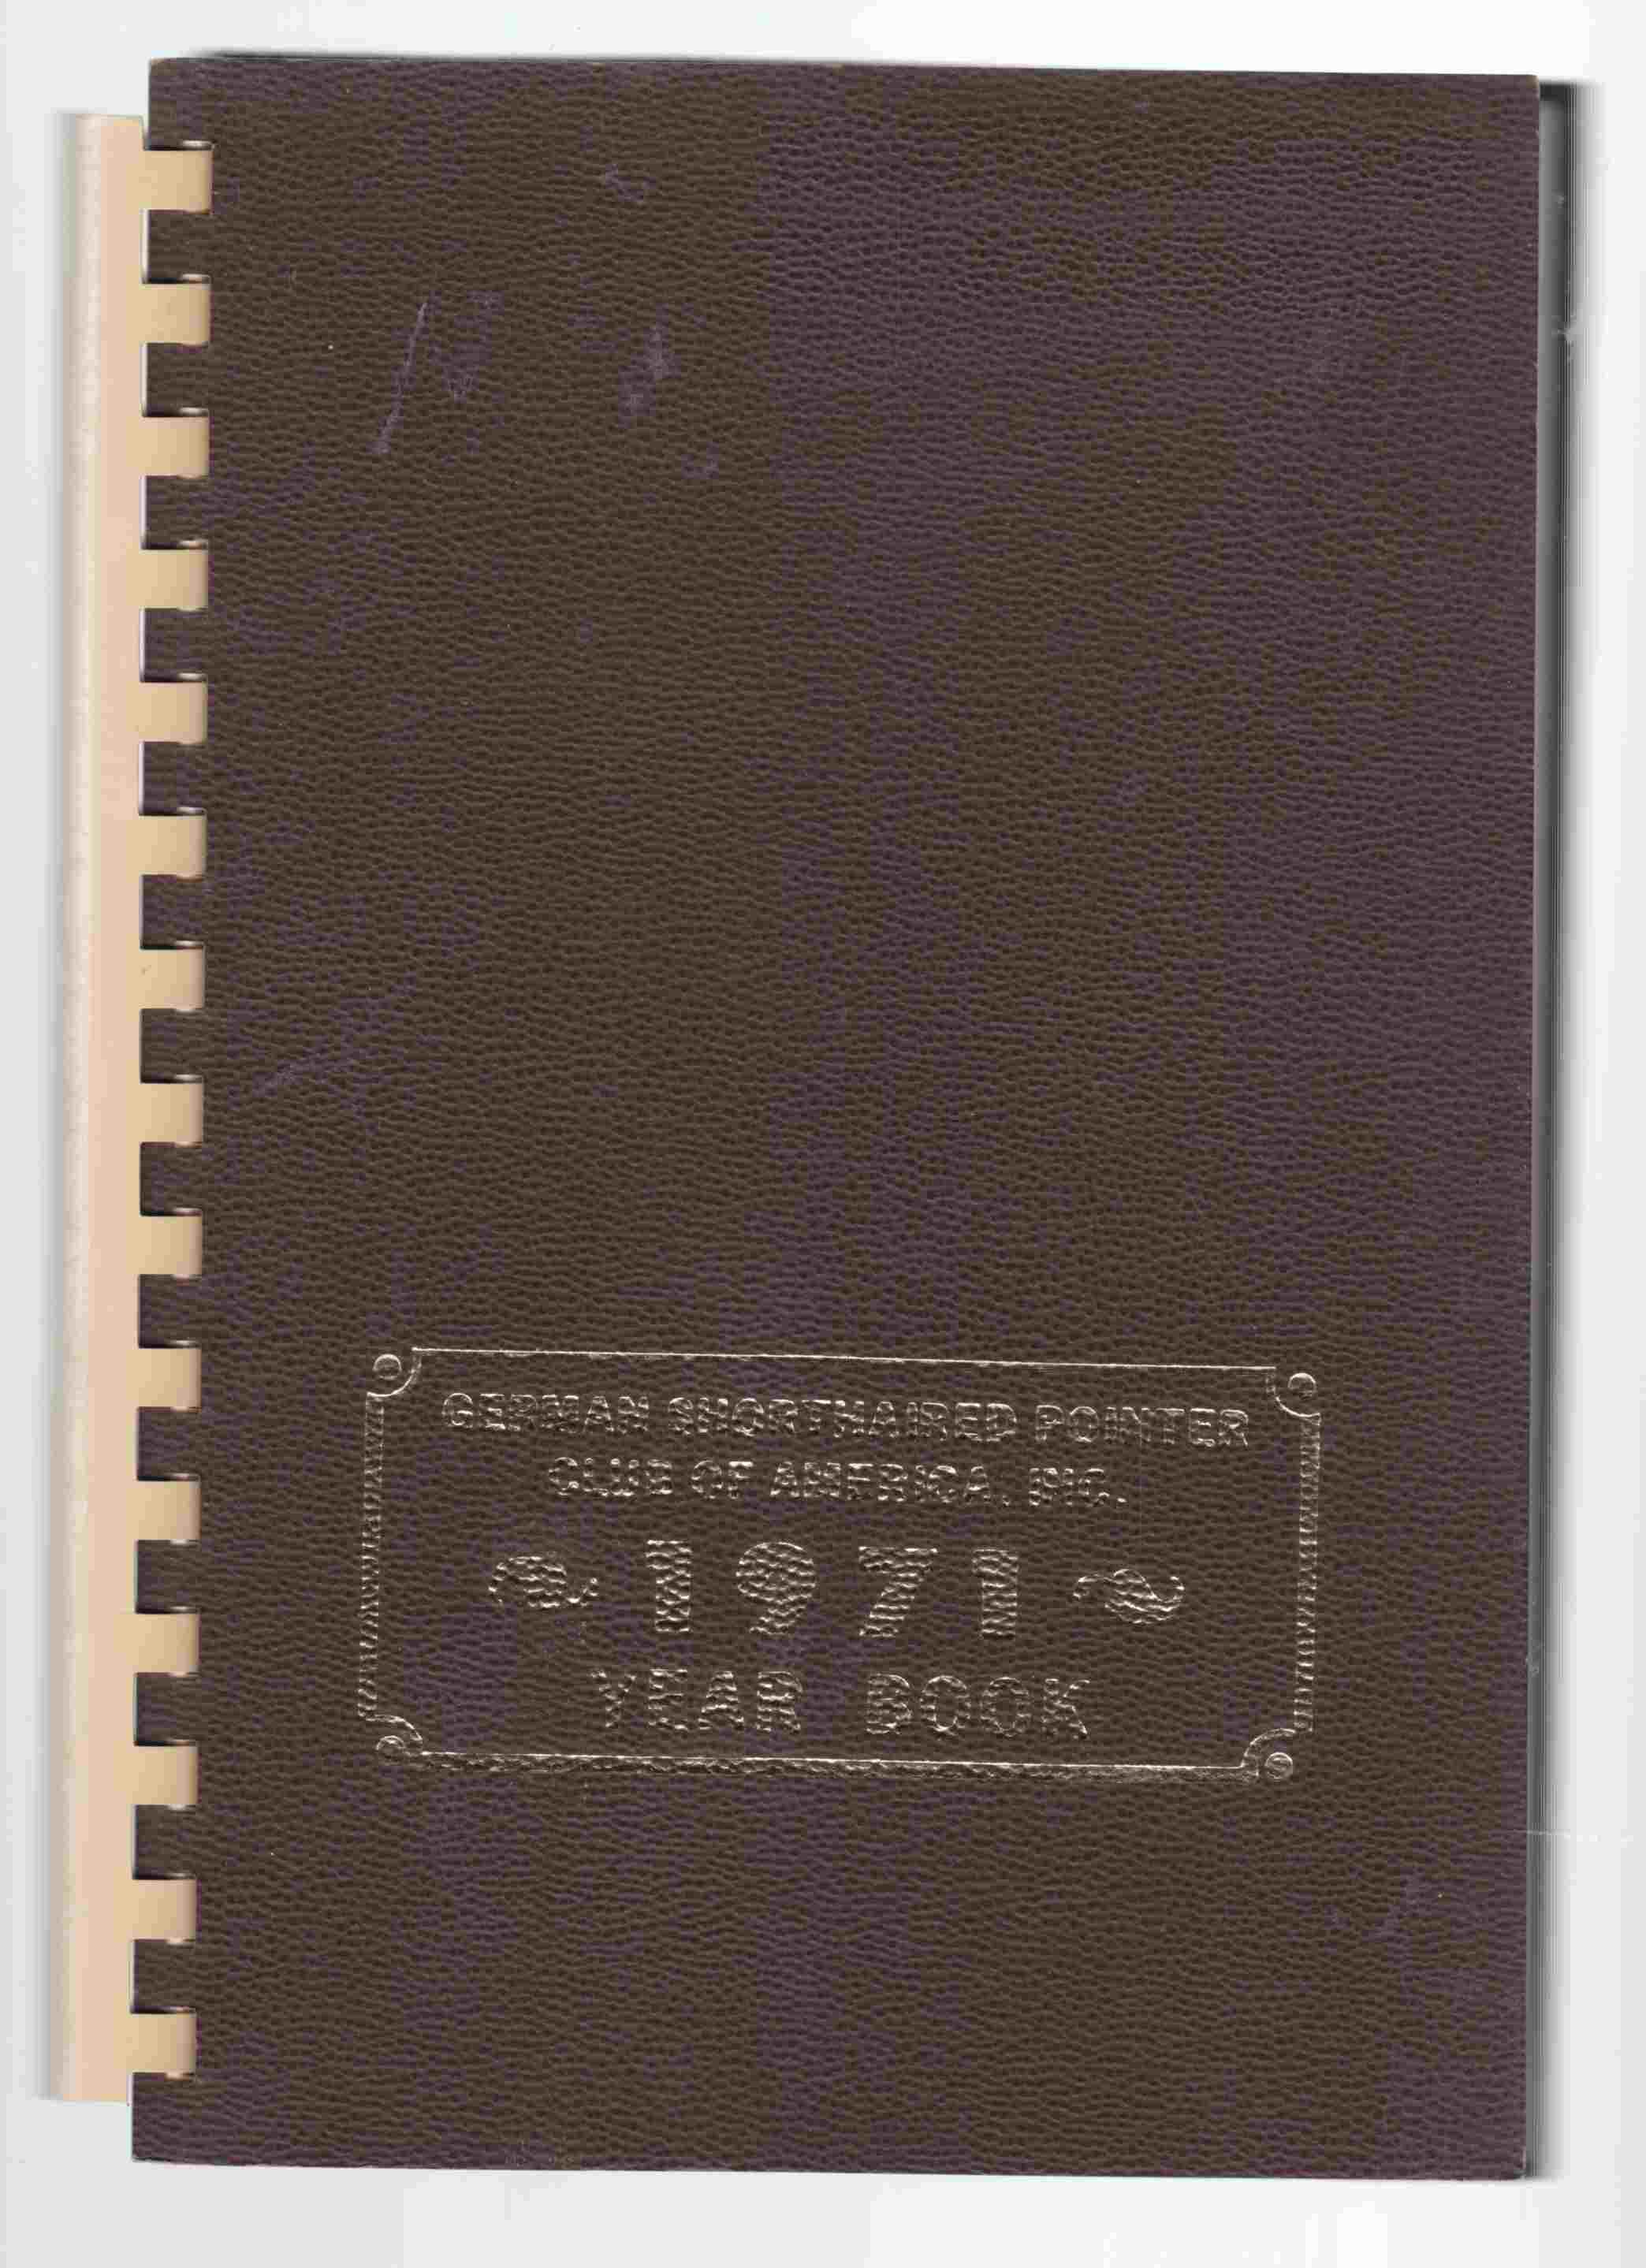 GERMAN SHORTHAIRED POINTER
CLUB OF AMERICA, INC.
1971
YEAR BOOK